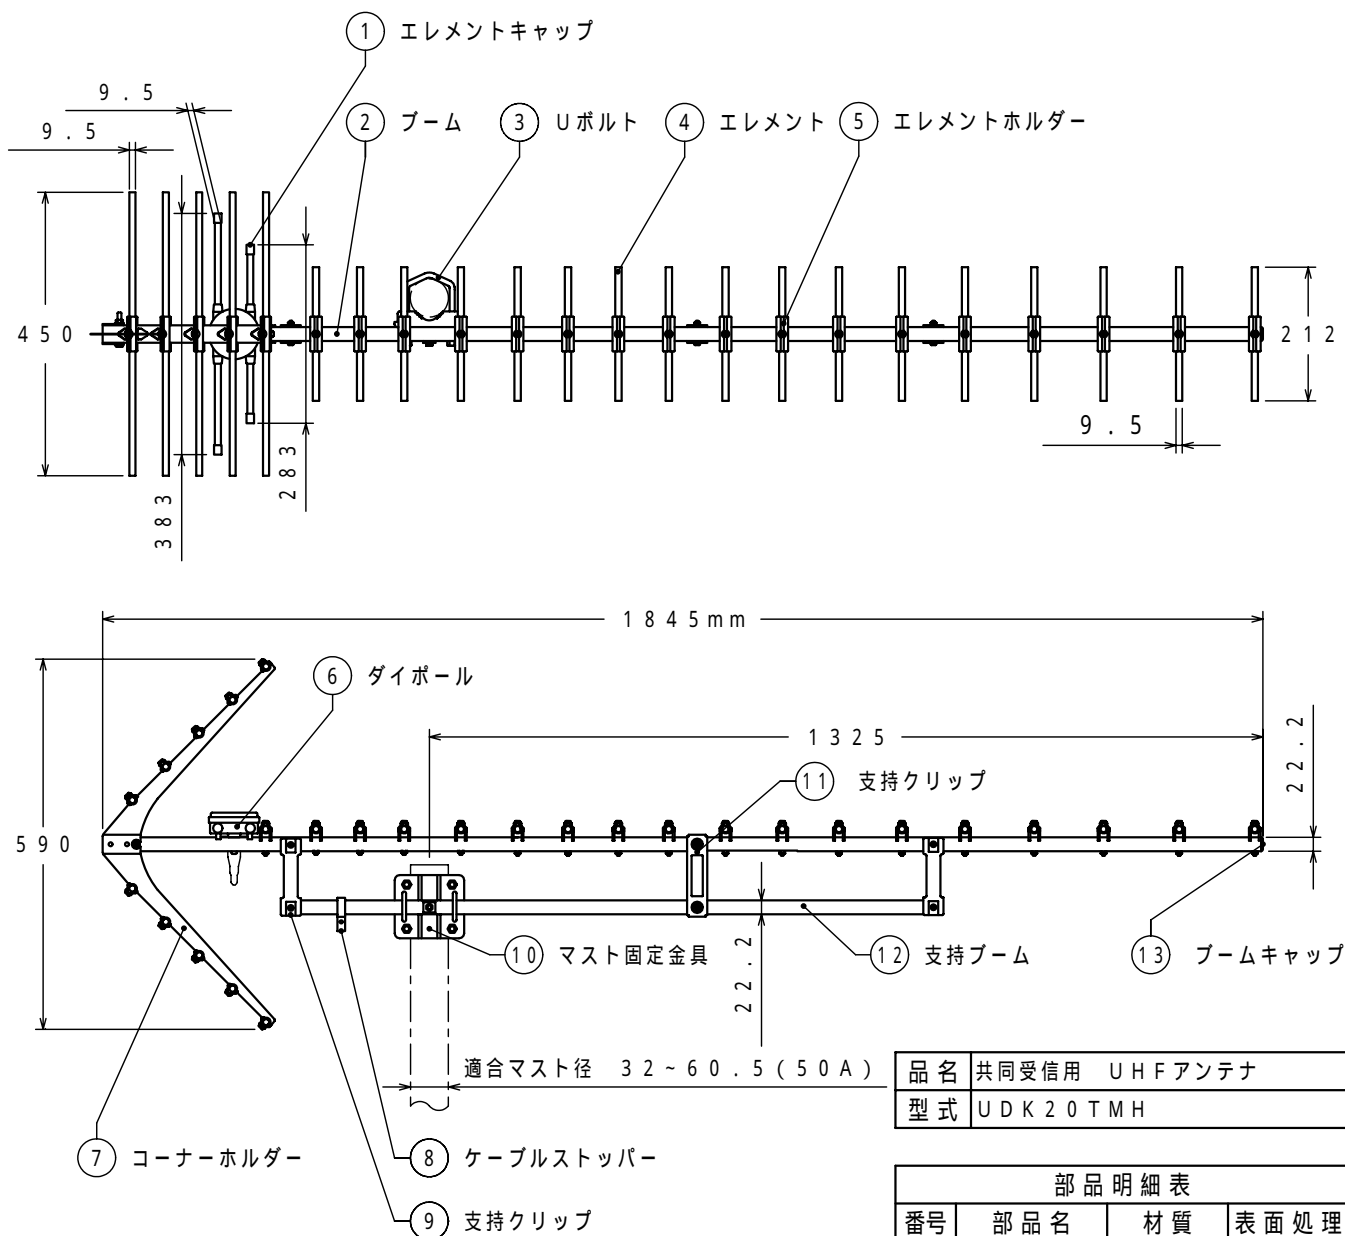 ① エレメントキャップ
9.5
9.5
② ブーム
③ Uボルト
④ エレメント
⑤ エレメントホルダー
450
383
283
212
9.5
1845mm
⑥ ダイポール
1325
22.2
⑪ 支持クリップ
590
⑩ マスト固定金具
22.2
⑫ 支持ブーム
⑬ ブームキャップ
適合マスト径 32~60.5(50A)
⑦ コーナーホルダー
⑧ ケーブルストッパー
⑨ 支持クリップ
品名 共同受信用 UHFアンテナ
型式 UDK20TMH
部品明細表
番号 部品名 材質 表面処理